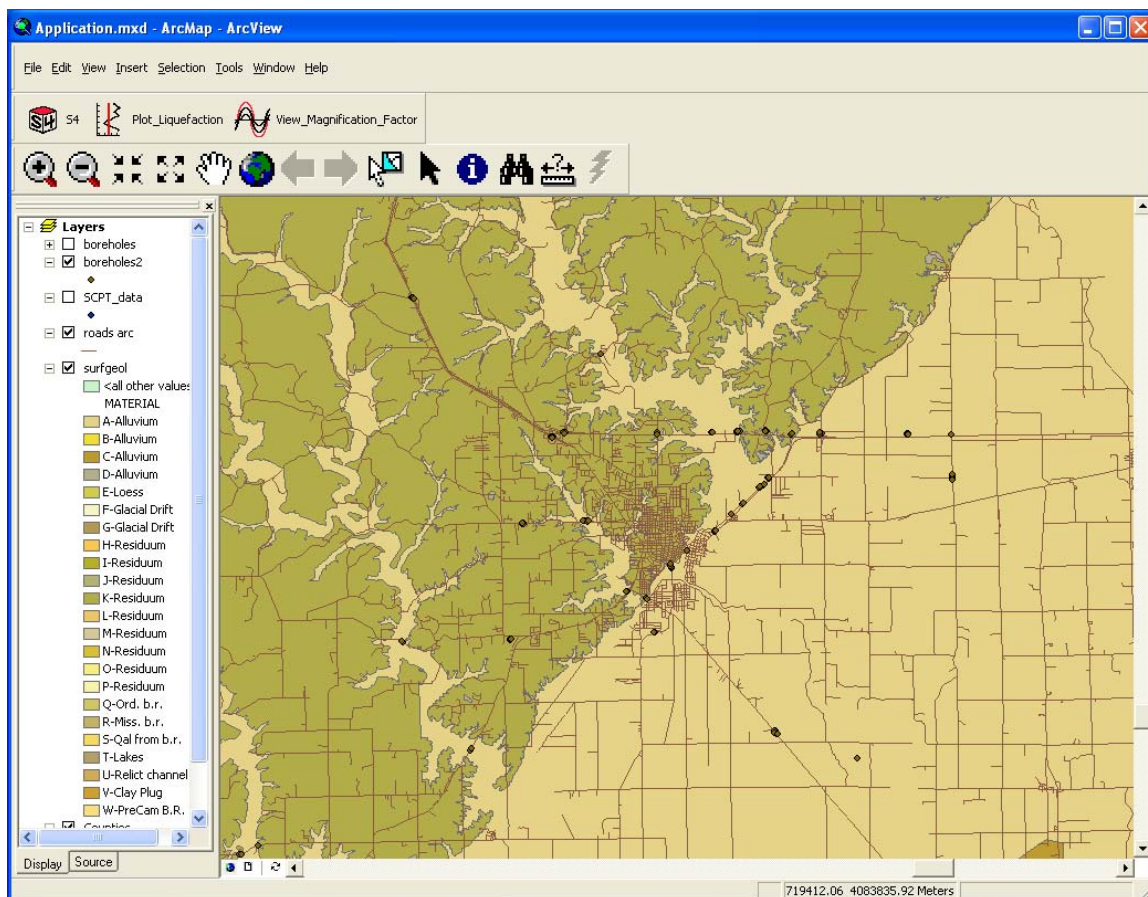 Application.mxd - ArcMap - ArcView
File Edit View Insert Selection Tools Window Help
S4 Plot_Liquefaction View_Magnification_Factor
Layers
boreholes
boreholes2
SCPT_data
roads arc
surfgeol
<all other values
MATERIAL
A-Alluvium
B-Alluvium
C-Alluvium
D-Alluvium
E-Loess
F-Glacial Drift
G-Glacial Drift
H-Residuum
I-Residuum
J-Residuum
K-Residuum
L-Residuum
M-Residuum
N-Residuum
O-Residuum
P-Residuum
Q-Ord. b.r.
R-Miss. b.r.
S-Qal from b.r.
T-Lakes
U-Relict channel
V-Clay Plug
W-PreCam B.R.
Counties
Display Source
719412.06 4083835.92 Meters